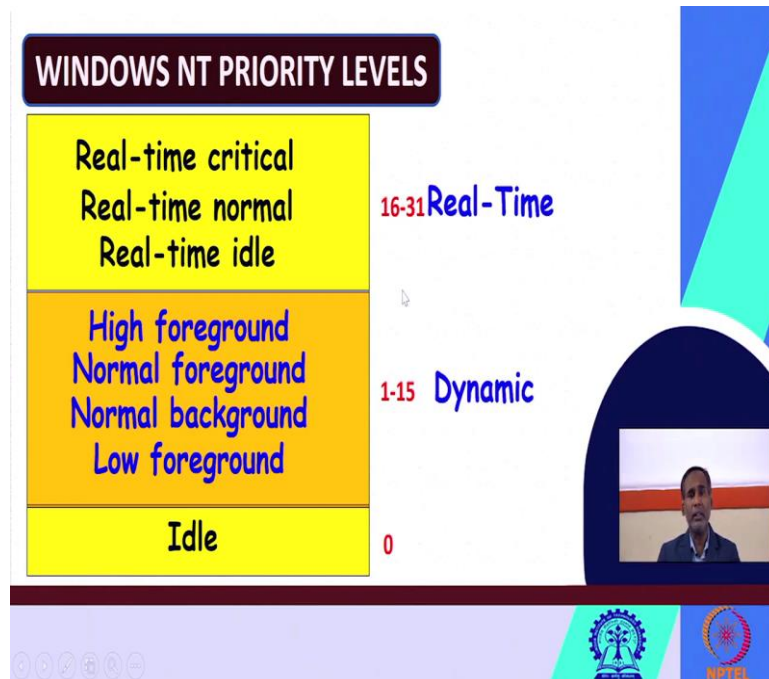 WINDOWS NT PRIORITY LEVELS
Real-time critical
Real-time normal
Real-time idle
16-31 Real-Time
High foreground
Normal foreground
Normal background
Low foreground
1-15 Dynamic
Idle
0
NPTEL